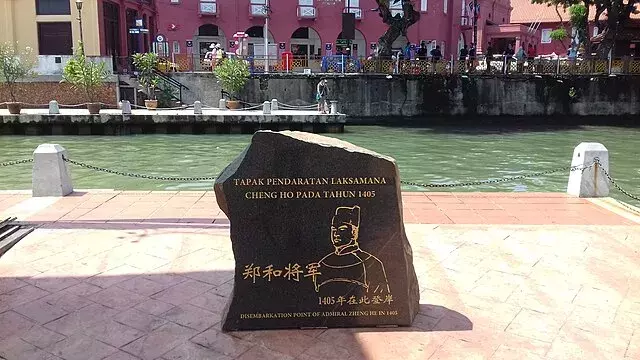 TAPAK PENDARATAN LAKSAMANA
CHENG HO PADA TAHUN 1405
郑和将军
1405年在此登岸
DISEMBARKATION POINT OF ADMIRAL ZHENG HE IN 1405